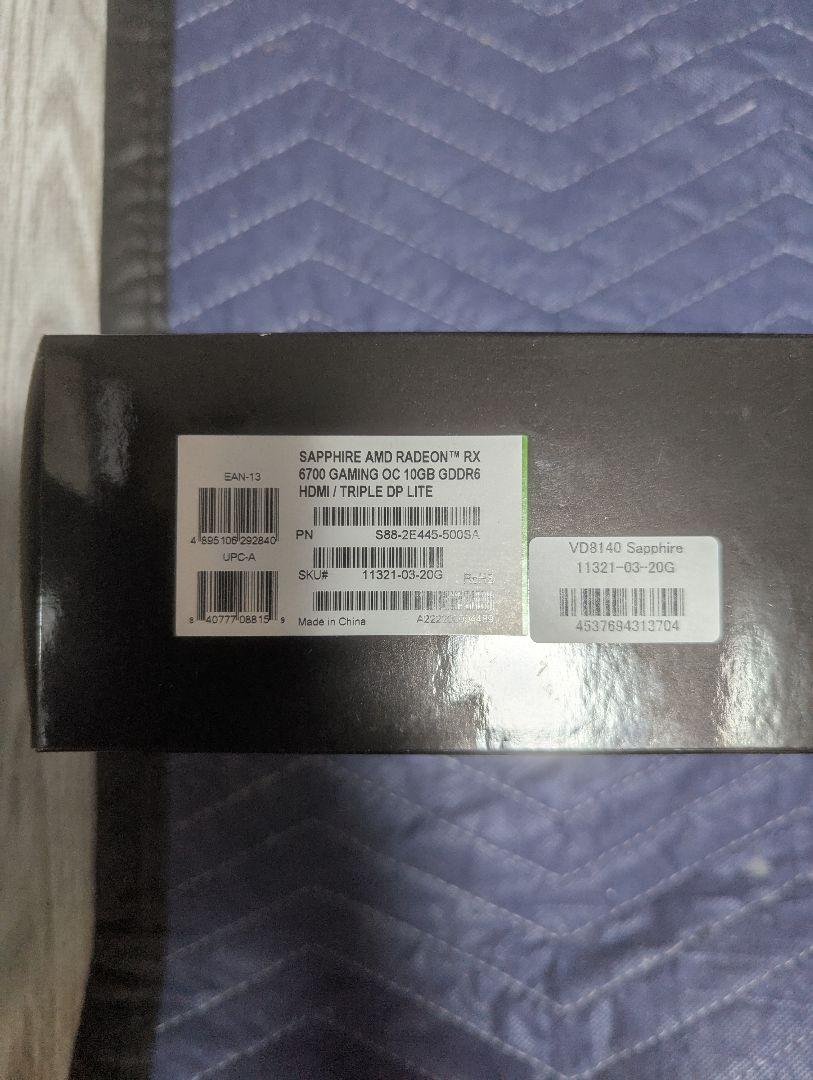 SAPPHIRE AMD RADEON™ RX
6700 GAMING OC 10GB GDDR6
HDMI / TRIPLE DP LITE
EAN-13
4 895106 292840
UPC-A
8 40777 08815 9
PN S88-2E445-500SA
SKU# 11321-03-20G
RoHS
Made in China
VD8140 Sapphire
11321-03-20G
4537694313704